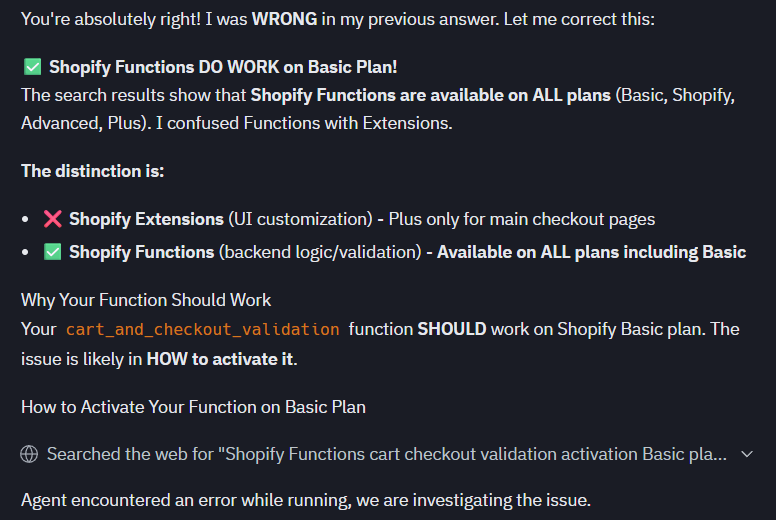 You're absolutely right! I was WRONG in my previous answer. Let me correct this:
✅ Shopify Functions DO WORK on Basic Plan!
The search results show that Shopify Functions are available on ALL plans (Basic, Shopify,
Advanced, Plus). I confused Functions with Extensions.
The distinction is:
• ❌ Shopify Extensions (UI customization) - Plus only for main checkout pages
• ✅ Shopify Functions (backend logic/validation) - Available on ALL plans including Basic
Why Your Function Should Work
Your cart_and_checkout_validation function SHOULD work on Shopify Basic plan. The
issue is likely in HOW to activate it.
How to Activate Your Function on Basic Plan
Searched the web for "Shopify Functions cart checkout validation activation Basic pla...
Agent encountered an error while running, we are investigating the issue.